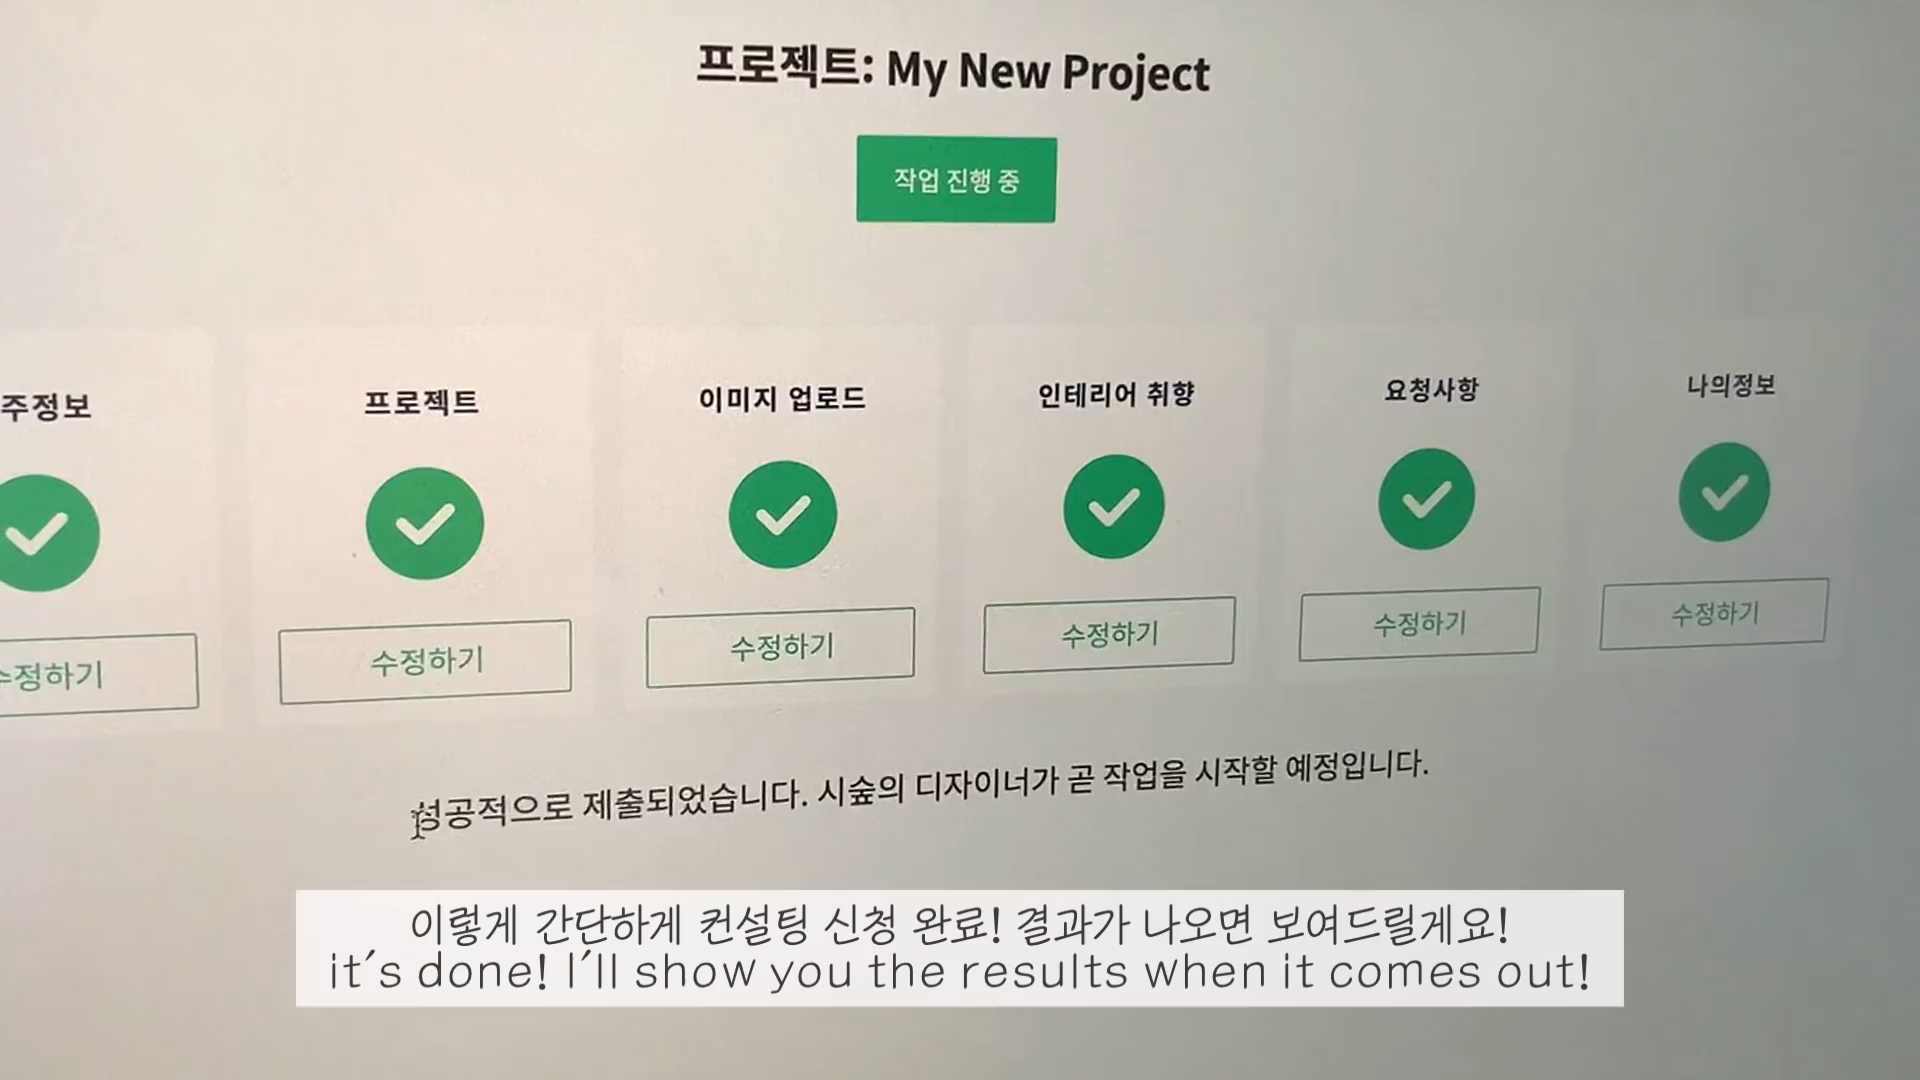 프로젝트: My New Project
작업 진행 중
주정보
프로젝트
이미지 업로드
인테리어 취향
요청사항
나의정보
수정하기
수정하기
수정하기
수정하기
수정하기
수정하기
성공적으로 제출되었습니다. 시숲의 디자이너가 곧 작업을 시작할 예정입니다.
이렇게 간단하게 컨설팅 신청 완료! 결과가 나오면 보여드릴게요!
it's done! I'll show you the results when it comes out!